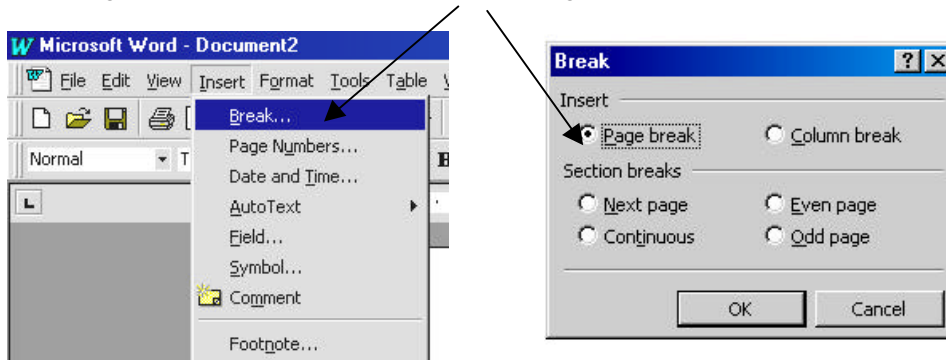 Microsoft Word - Document2
File Edit View Insert Format Tools Table
Break...
Normal
Page Numbers...
Date and Time...
AutoText
Field...
Symbol...
Comment
Footnote...
Break
Insert
Page break Column break
Section breaks
Next page Even page
Continuous Odd page
OK Cancel